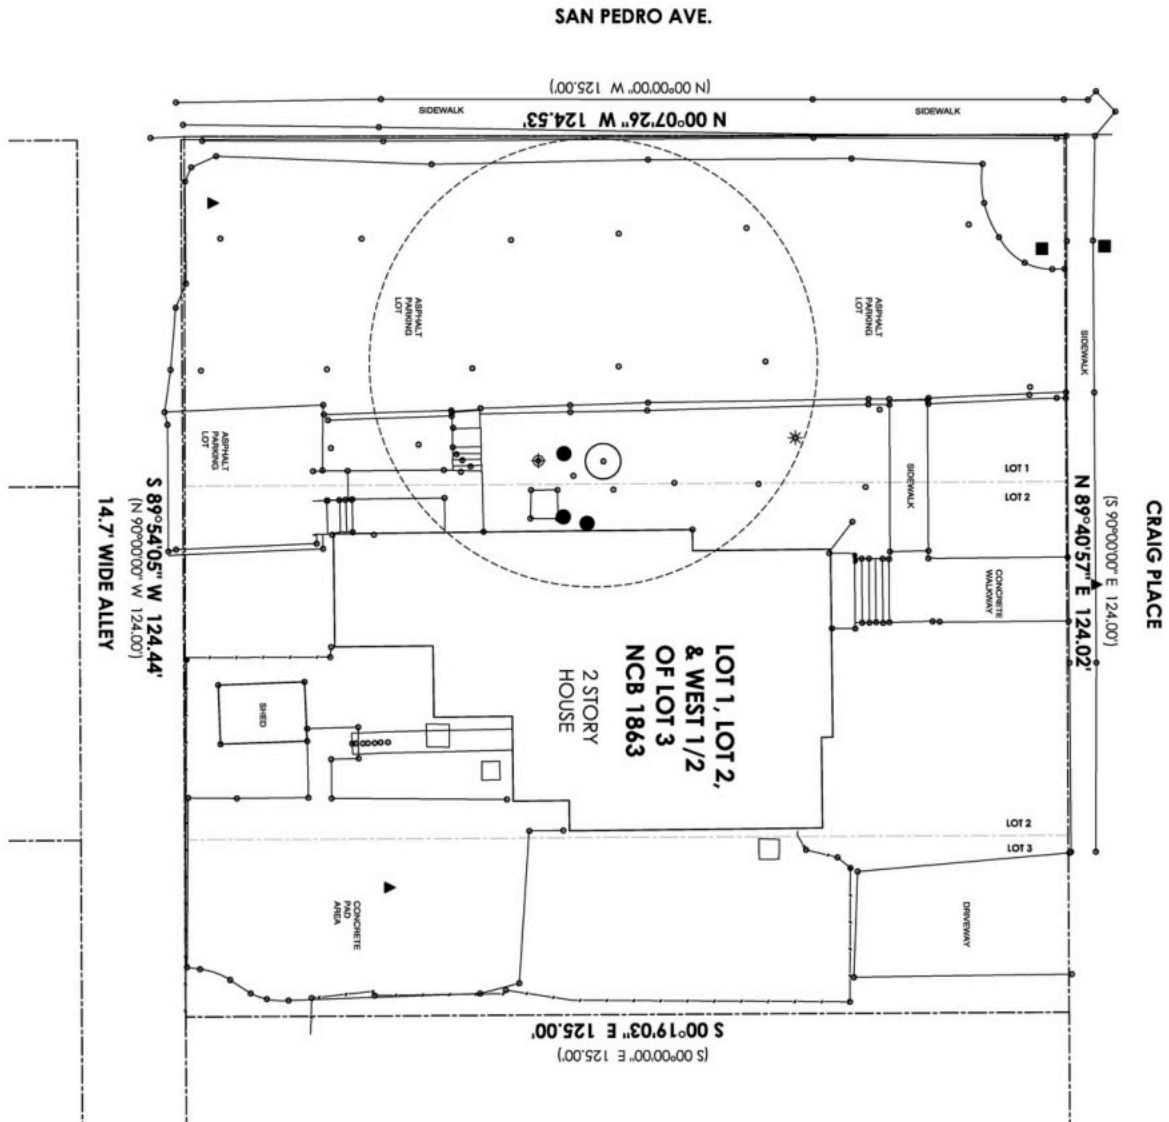 SAN PEDRO AVE.
(N 00°00'00" W 125.00')
SIDEWALK
SIDEWALK
N 00°07'26" W 124.53'
ASPHALT
PARKING
LOT
ASPHALT
PARKING
LOT
SIDEWALK
ASPHALT
PARKING
LOT
SIDEWALK
LOT 1
LOT 2
N 89°40'57" E 124.02'
(S 90°00'00" E 124.00')
CRAIG PLACE
S 89°54'05" W 124.44'
(N 90°00'00" W 124.00')
14.7' WIDE ALLEY
CONCRETE
WALKWAY
LOT 1, LOT 2,
& WEST 1/2
OF LOT 3
NCB 1863
2 STORY
HOUSE
SHED
LOT 2
LOT 3
CONCRETE
PAD
AREA
DRIVEWAY
S 00°19'03" E 125.00'
(S 00°00'00" E 125.00')